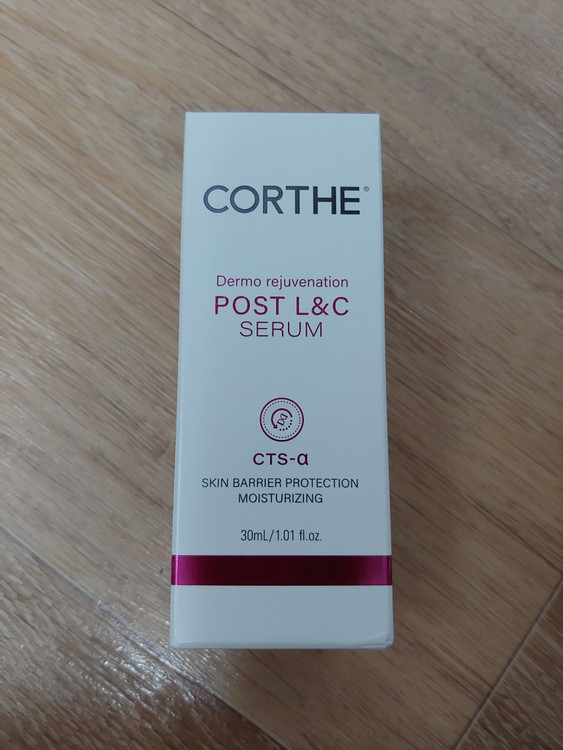 CORTHE®
Dermo rejuvenation
POST L&C
SERUM
CTS-α
SKIN BARRIER PROTECTION
MOISTURIZING
30mL/1.01 fl.oz.